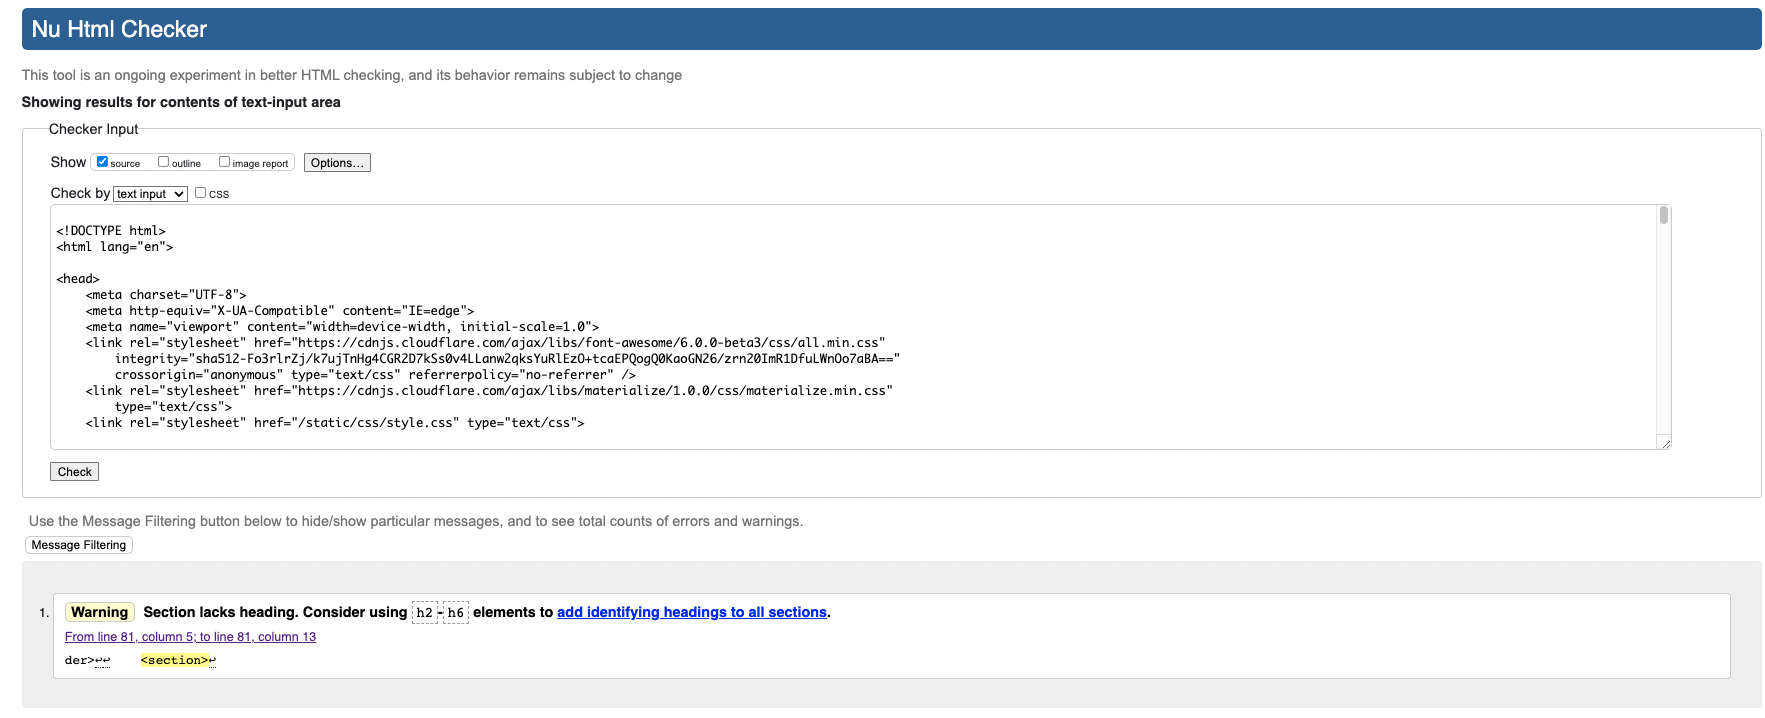 Nu Html Checker
This tool is an ongoing experiment in better HTML checking, and its behavior remains subject to change
Showing results for contents of text-input area
Checker Input
Show source outline image report Options...
Check by text input css
<!DOCTYPE html>
<html lang="en">
<head>
<meta charset="UTF-8">
<meta http-equiv="X-UA-Compatible" content="IE=edge">
<meta name="viewport" content="width=device-width, initial-scale=1.0">
<link rel="stylesheet" href="https://cdnjs.cloudflare.com/ajax/libs/font-awesome/6.0.0-beta3/css/all.min.css"
integrity="sha512-Fo3rlrZj/k7ujTnHg4CGR2D7kSs0v4LLanw2qksYuRlEzO+tcaEPQogQ0KaoGN26/zrn20ImR1DfuLWnOo7aBA=="
crossorigin="anonymous" type="text/css" referrerpolicy="no-referrer" />
<link rel="stylesheet" href="https://cdnjs.cloudflare.com/ajax/libs/materialize/1.0.0/css/materialize.min.css"
type="text/css">
<link rel="stylesheet" href="/static/css/style.css" type="text/css">
Check
Use the Message Filtering button below to hide/show particular messages, and to see total counts of errors and warnings.
Message Filtering
1. Warning Section lacks heading. Consider using h2-h6 elements to add identifying headings to all sections.
From line 81, column 5; to line 81, column 13
der>↩↩ <section>↩